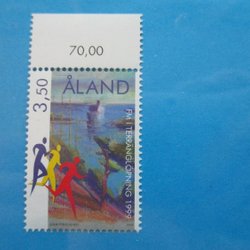 70,00
3,50
ÅLAND
FM I TERRÄNGLÖPNING 1999